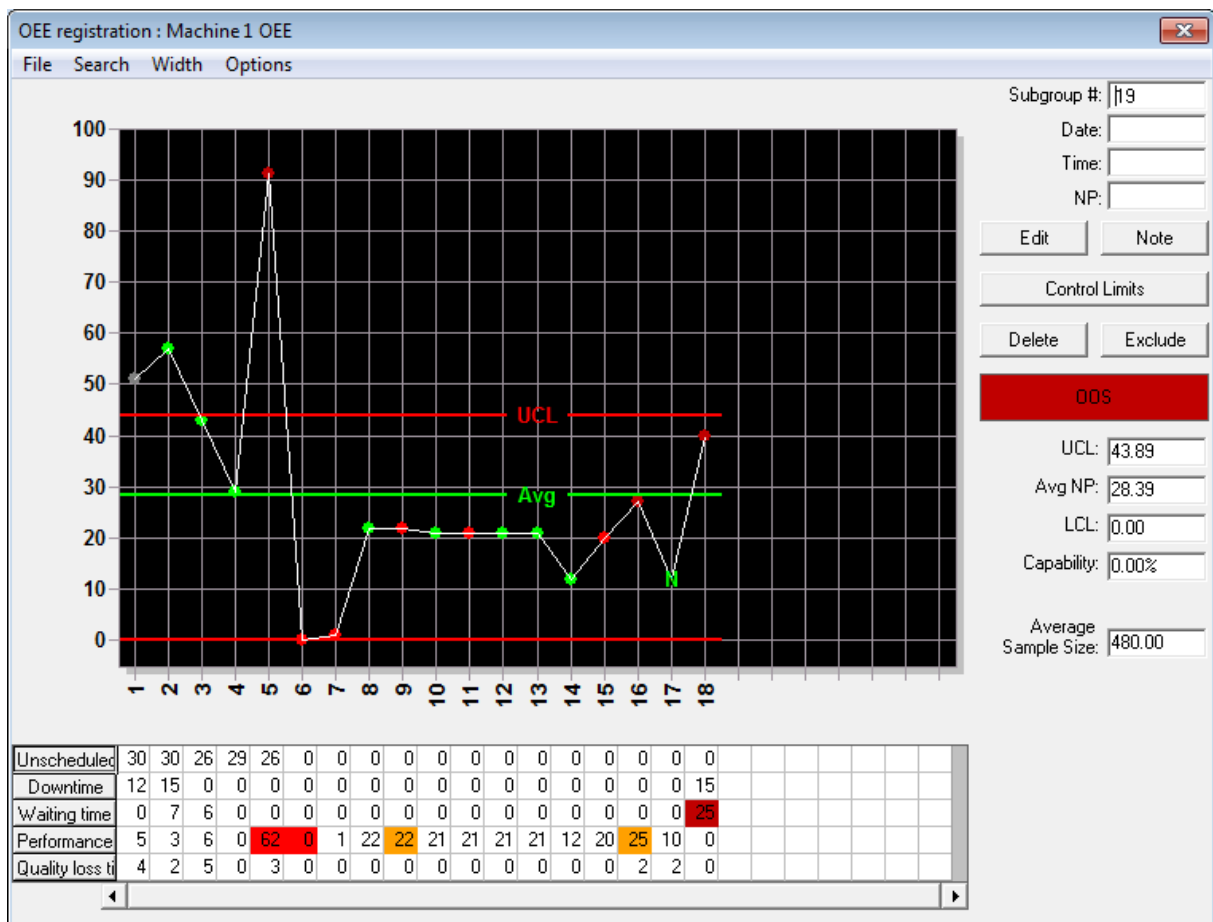 OEE registration : Machine 1 OEE
File Search Width Options
Subgroup #: 19
Date:
Time:
NP:
Edit Note
Control Limits
Delete Exclude
OOS
UCL: 43.89
Avg NP: 28.39
LCL: 0.00
Capability: 0.00%
Average
Sample Size: 480.00
100
90
80
70
60
50
40
30
20
10
0
UCL
Avg
N
1 2 3 4 5 6 7 8 9 10 11 12 13 14 15 16 17 18
Unscheduled 30 30 26 29 26 0 0 0 0 0 0 0 0 0 0 0 0 0
Downtime 12 15 0 0 0 0 0 0 0 0 0 0 0 0 0 0 0 15
Waiting time 0 7 6 0 0 0 0 0 0 0 0 0 0 0 0 0 0 25
Performance 5 3 6 0 62 0 1 22 22 21 21 21 21 12 20 25 10 0
Quality loss ti 4 2 5 0 3 0 0 0 0 0 0 0 0 0 0 2 2 0